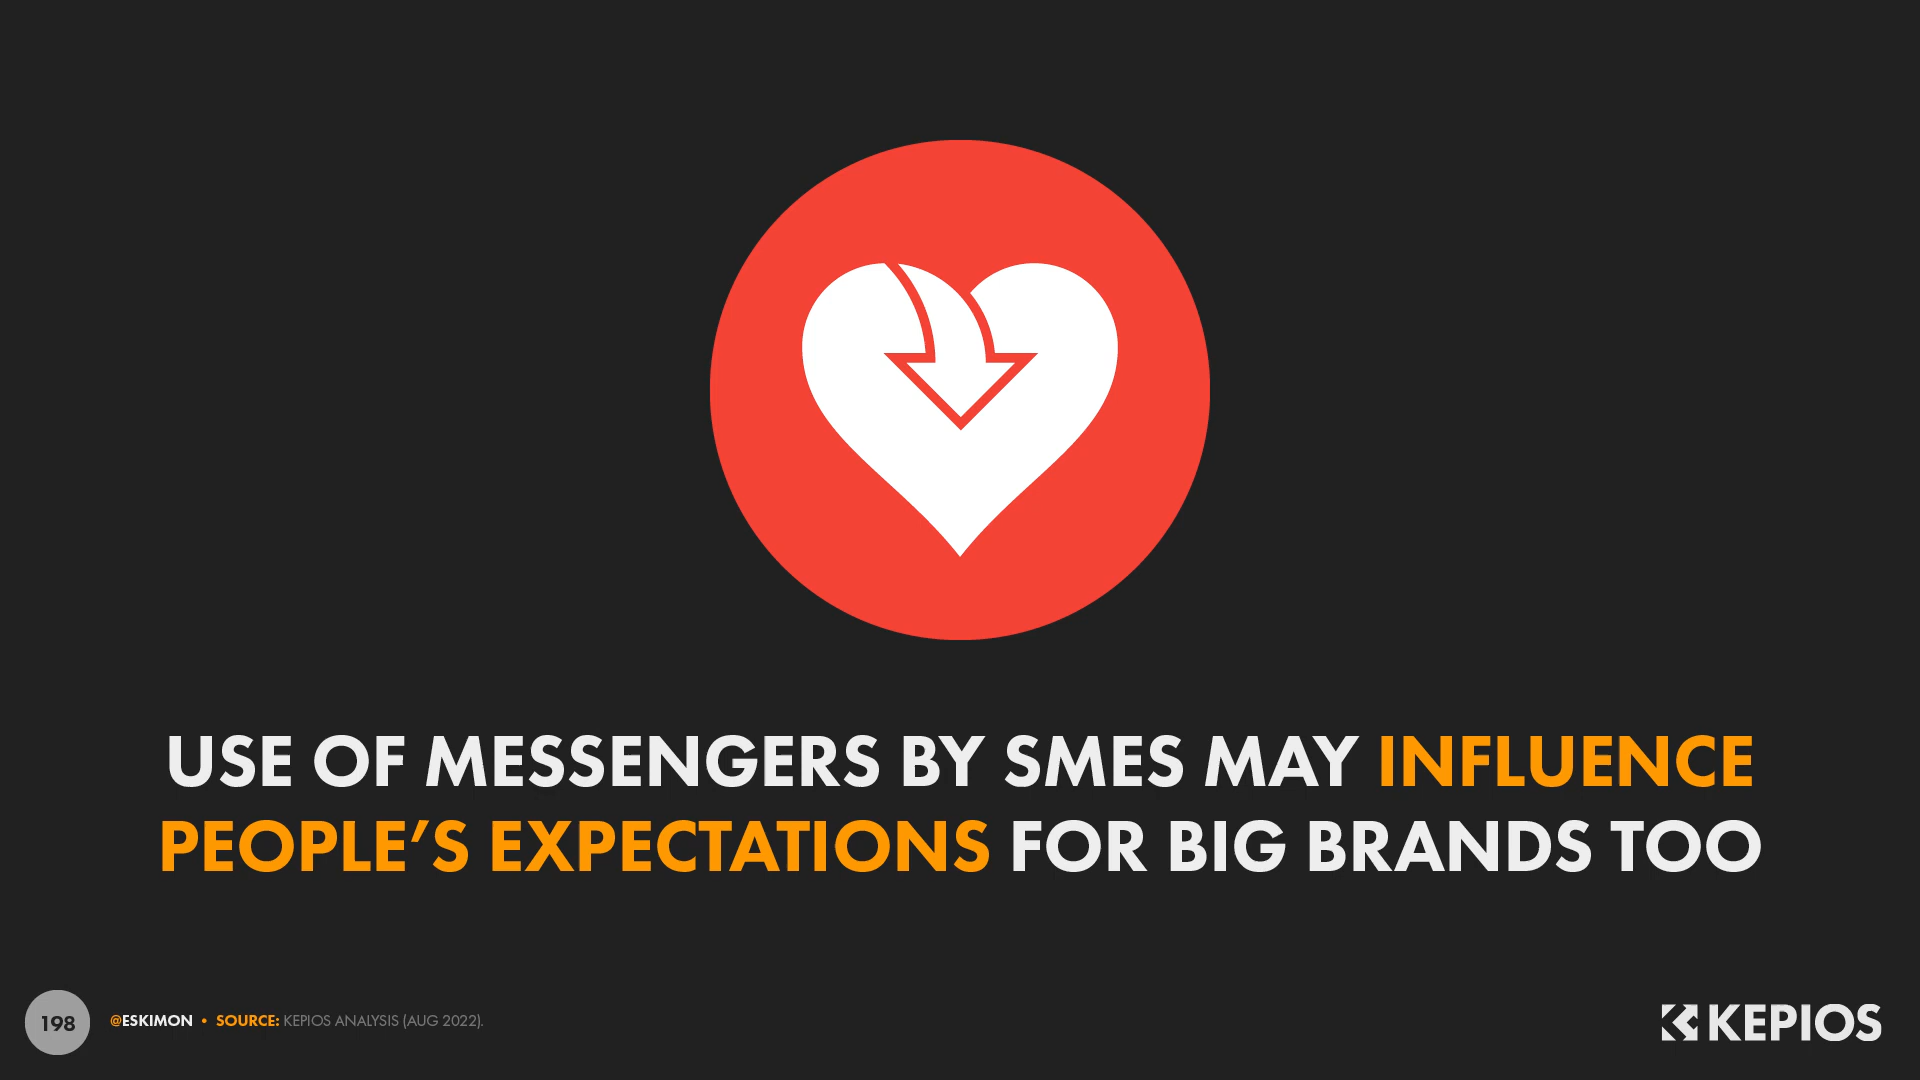 USE OF MESSENGERS BY SMES MAY INFLUENCE
PEOPLE’S EXPECTATIONS FOR BIG BRANDS TOO
198
@ESKIMON • SOURCE: KEPIOS ANALYSIS (AUG 2022).
KEPIOS